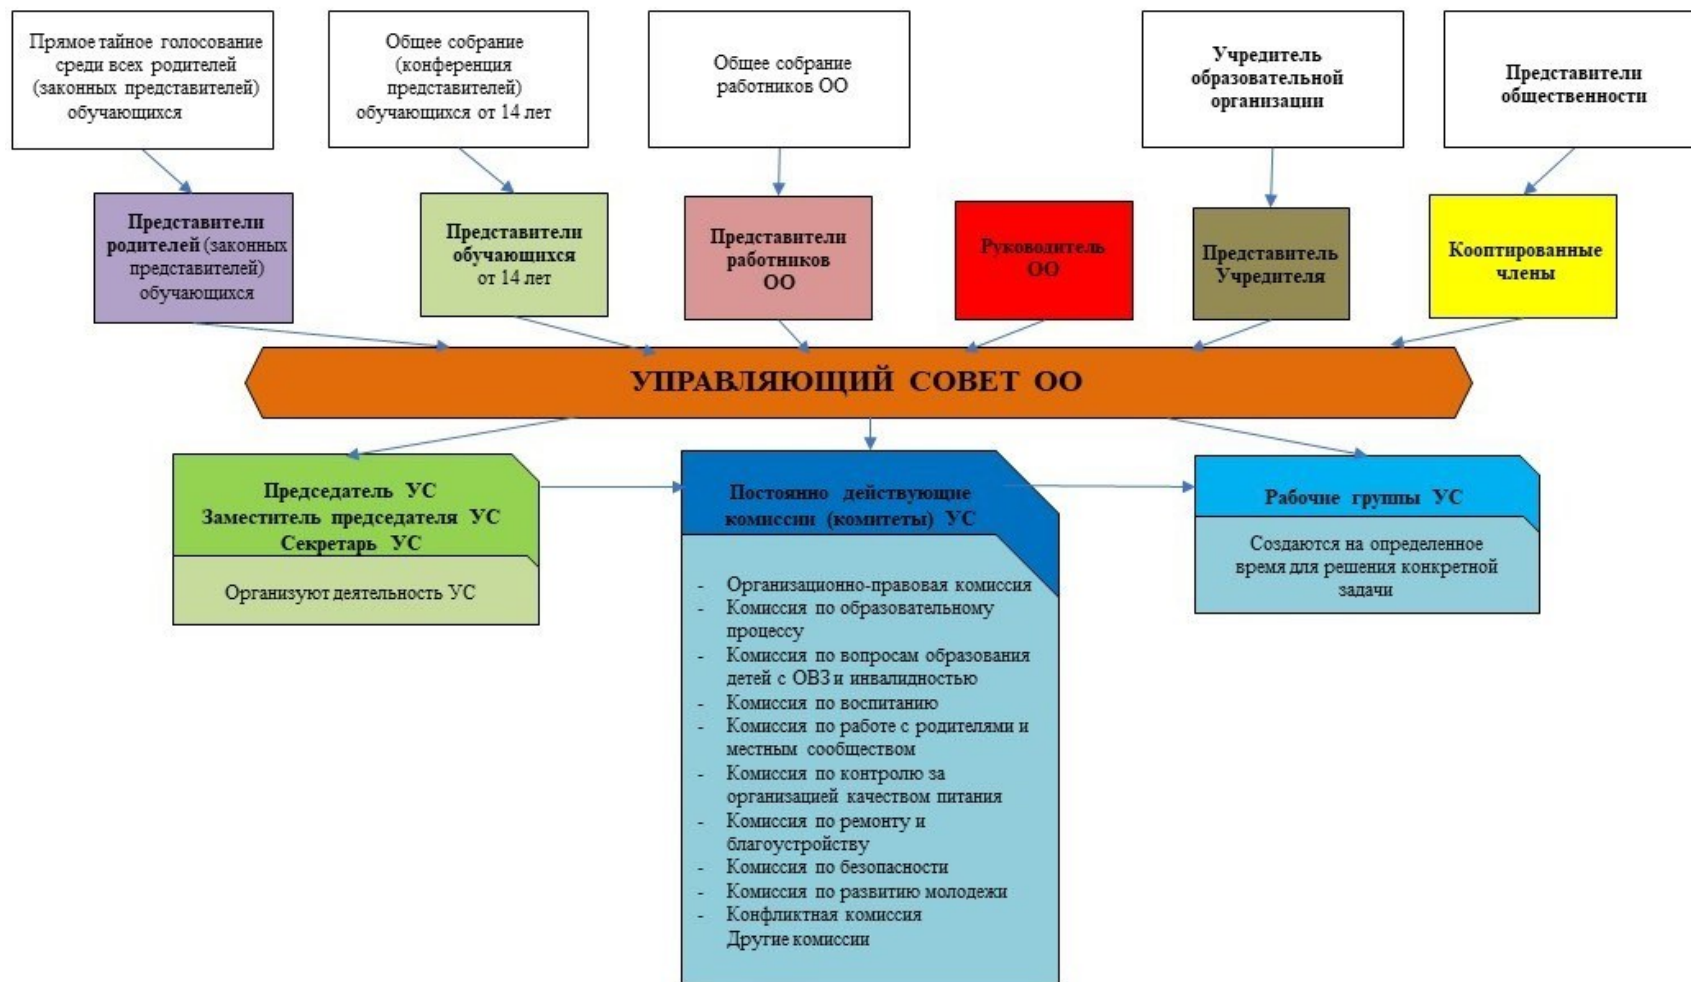 Прямое тайное голосование
среди всех родителей
(законных представителей)
обучающихся
Общее собрание
(конференция
представителей)
обучающихся от 14 лет
Общее собрание
работников ОО
Учредитель
образовательной
организации
Представители
общественности
Представители
родителей (законных
представителей)
обучающихся
Представители
обучающихся
от 14 лет
Представители
работников
ОО
Руководитель
ОО
Представитель
Учредителя
Кооптированные
члены
УПРАВЛЯЮЩИЙ СОВЕТ ОО
Председатель УС
Заместитель председателя УС
Секретарь УС
Организуют деятельность УС
Постоянно действующие
комиссии (комитеты) УС
- Организационно-правовая комиссия
- Комиссия по образовательному
процессу
- Комиссия по вопросам образования
детей с ОВЗ и инвалидностью
- Комиссия по воспитанию
- Комиссия по работе с родителями и
местным сообществом
- Комиссия по контролю за
организацией качеством питания
- Комиссия по ремонту и
благоустройству
- Комиссия по безопасности
- Комиссия по развитию молодежи
- Конфликтная комиссия
Другие комиссии
Рабочие группы УС
Создаются на определенное
время для решения конкретной
задачи